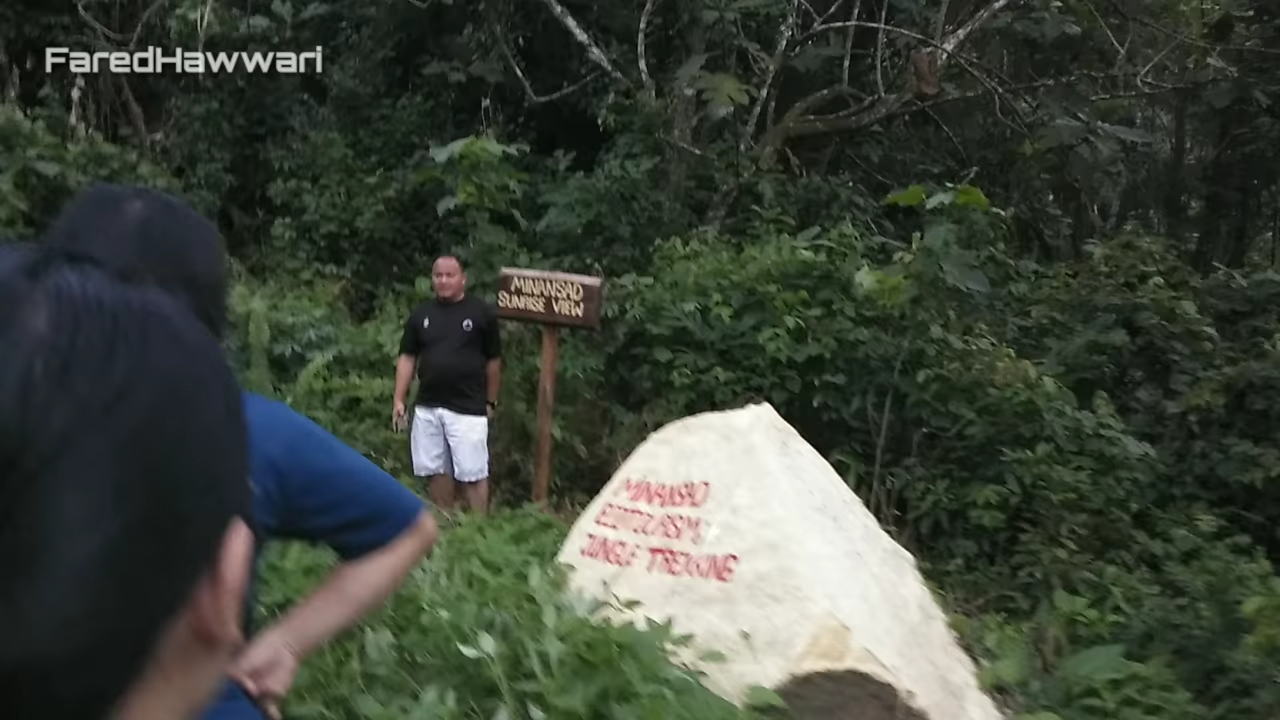 FaredHawwari
MINANSAD
SUNRISE VIEW
MINANSAD
ECOTOURISM
JUNGLE TREKKING